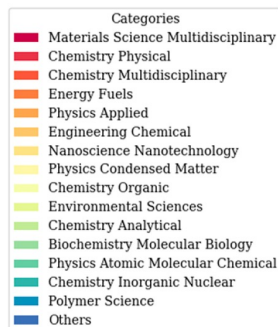 Categories
Materials Science Multidisciplinary
Chemistry Physical
Chemistry Multidisciplinary
Energy Fuels
Physics Applied
Engineering Chemical
Nanoscience Nanotechnology
Physics Condensed Matter
Chemistry Organic
Environmental Sciences
Chemistry Analytical
Biochemistry Molecular Biology
Physics Atomic Molecular Chemical
Chemistry Inorganic Nuclear
Polymer Science
Others